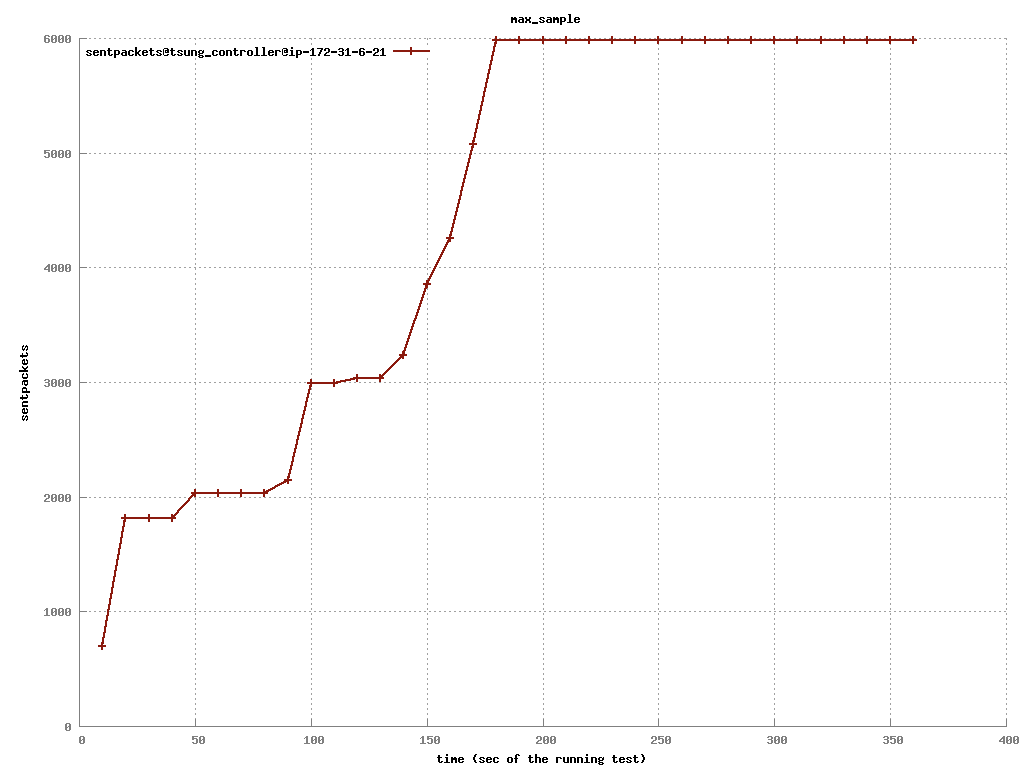 max_sample
sentpackets@tsung_controller@ip-172-31-6-21
6000
5000
4000
3000
2000
1000
0
sentpackets
0 50 100 150 200 250 300 350 400
time (sec of the running test)